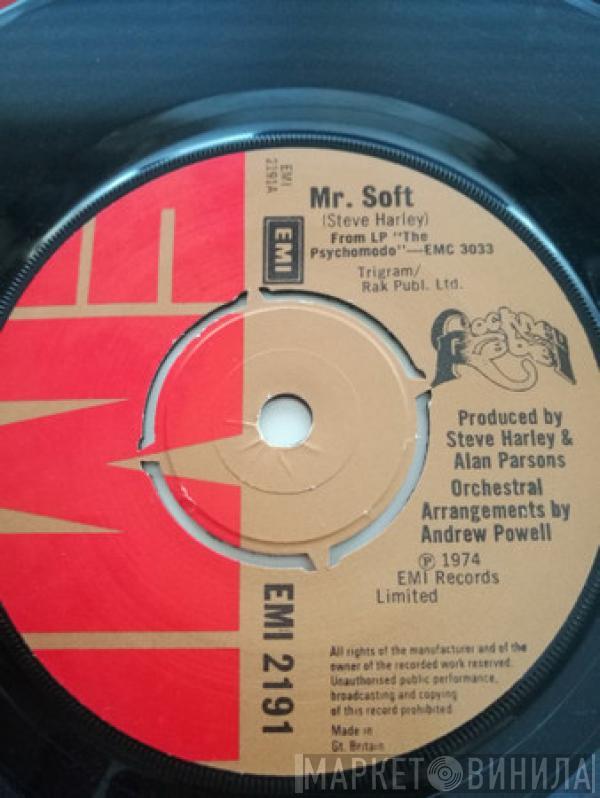 EMI
2191A
EMI
Mr. Soft
(Steve Harley)
From LP "The
Psychomodo"—EMC 3033
Trigram/
Rak Publ. Ltd.
Cockney
Rebel
Produced by
Steve Harley &
Alan Parsons
Orchestral
Arrangements by
Andrew Powell
℗ 1974
EMI Records
Limited
EMI 2191
All rights of the manufacturer and of the
owner of the recorded work reserved.
Unauthorised public performance,
broadcasting and copying
of this record prohibited.
Made in
Gt. Britain
EMI
МАРКЕТ ВИНИЛА